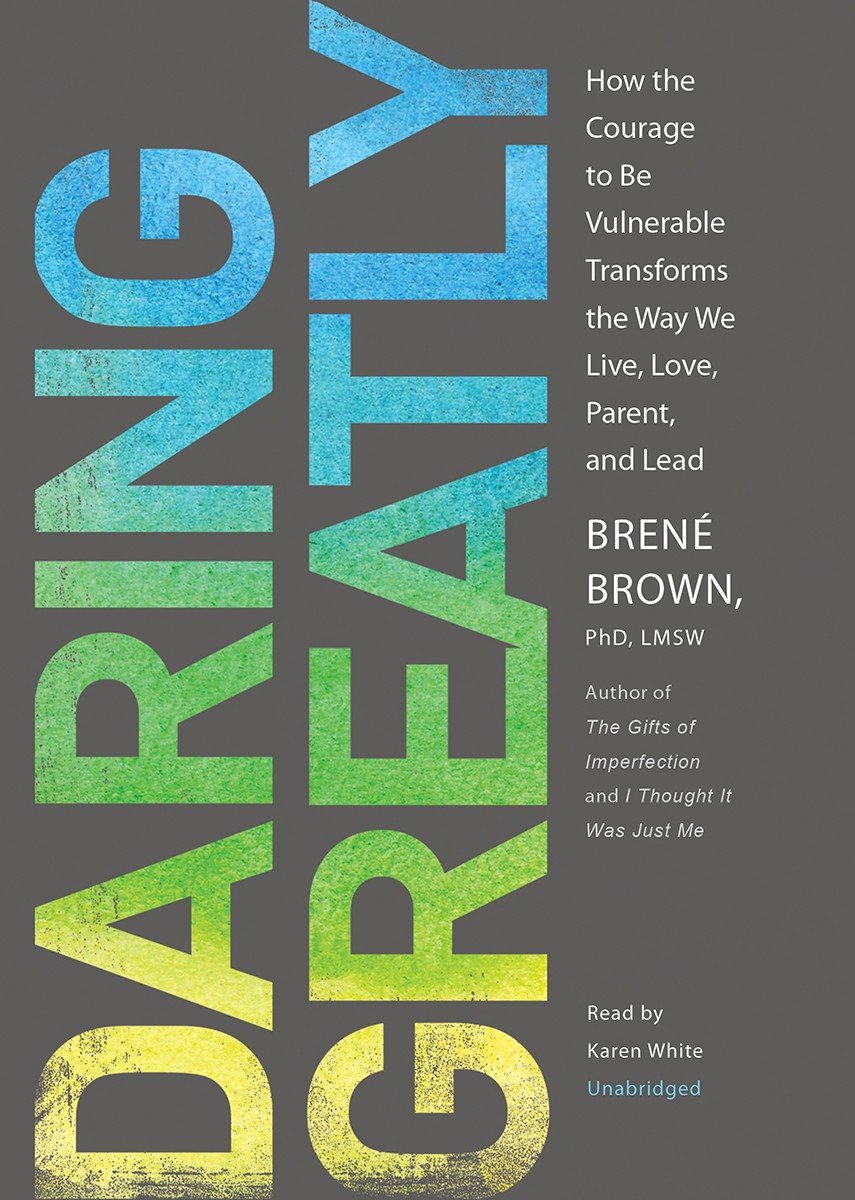 DARING
GREATLY
How the
Courage
to Be
Vulnerable
Transforms
the Way We
Live, Love,
Parent,
and Lead
BRENÉ
BROWN,
PhD, LMSW
Author of
The Gifts of
Imperfection
and I Thought It
Was Just Me
Read by
Karen White
Unabridged